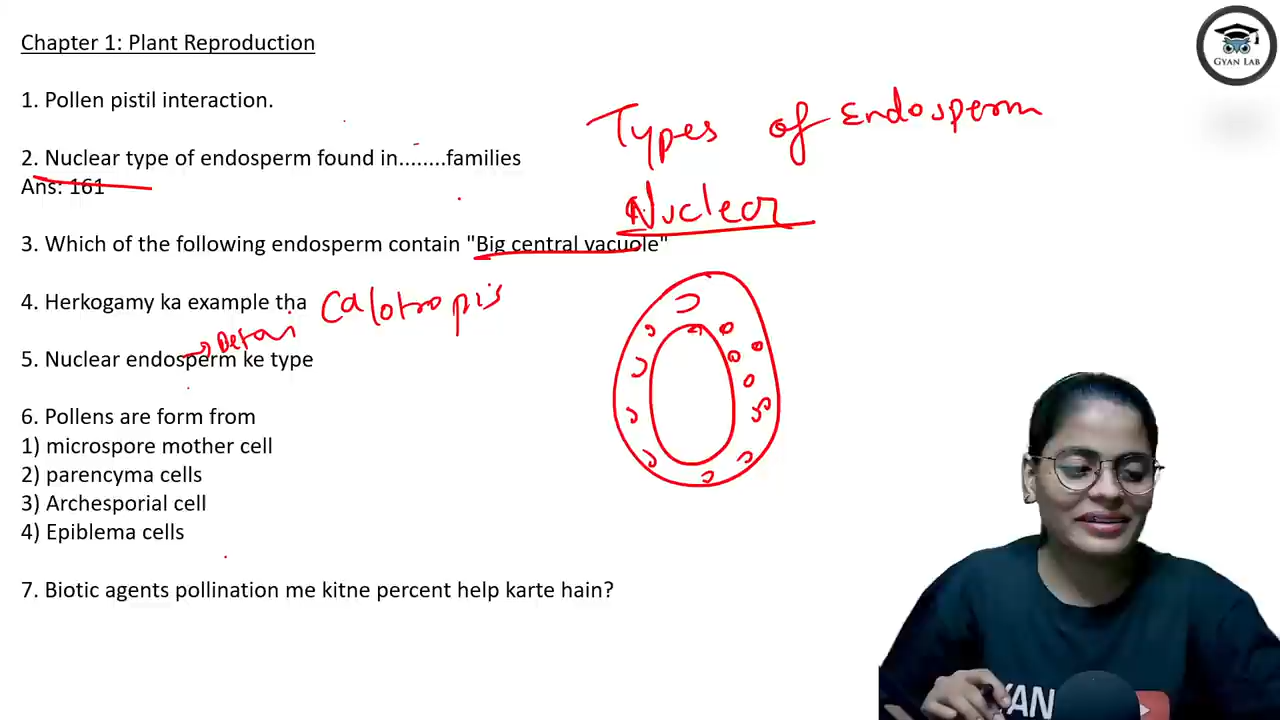 Chapter 1: Plant Reproduction
1. Pollen pistil interaction.
2. Nuclear type of endosperm found in........families
Ans: 161
3. Which of the following endosperm contain "Big central vacuole"
4. Herkogamy ka example tha
Calotropis
5. Nuclear endosperm ke type
6. Pollens are form from
1) microspore mother cell
2) parencyma cells
3) Archesporial cell
4) Epiblema cells
7. Biotic agents pollination me kitne percent help karte hain?
Types of Endosperm
Nuclear
GYAN LAB